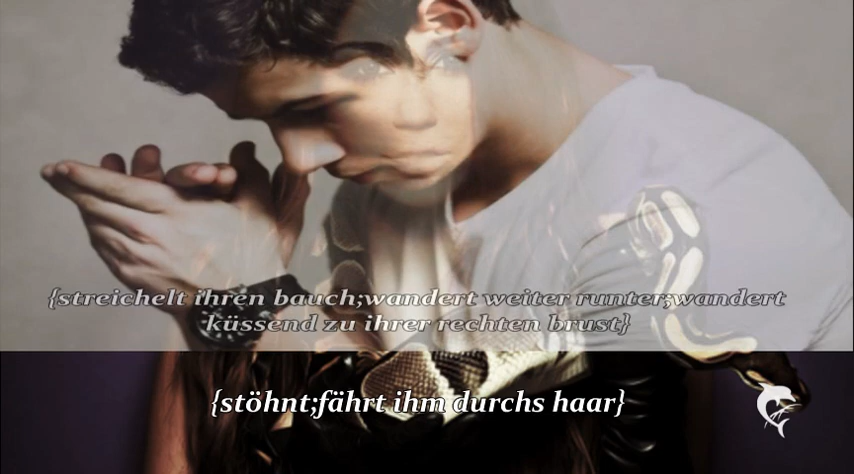 {streichelt ihren bauch;wandert weiter runter;wandert
küssend zu ihrer rechten brust}
{stöhnt;fährt ihm durchs haar}